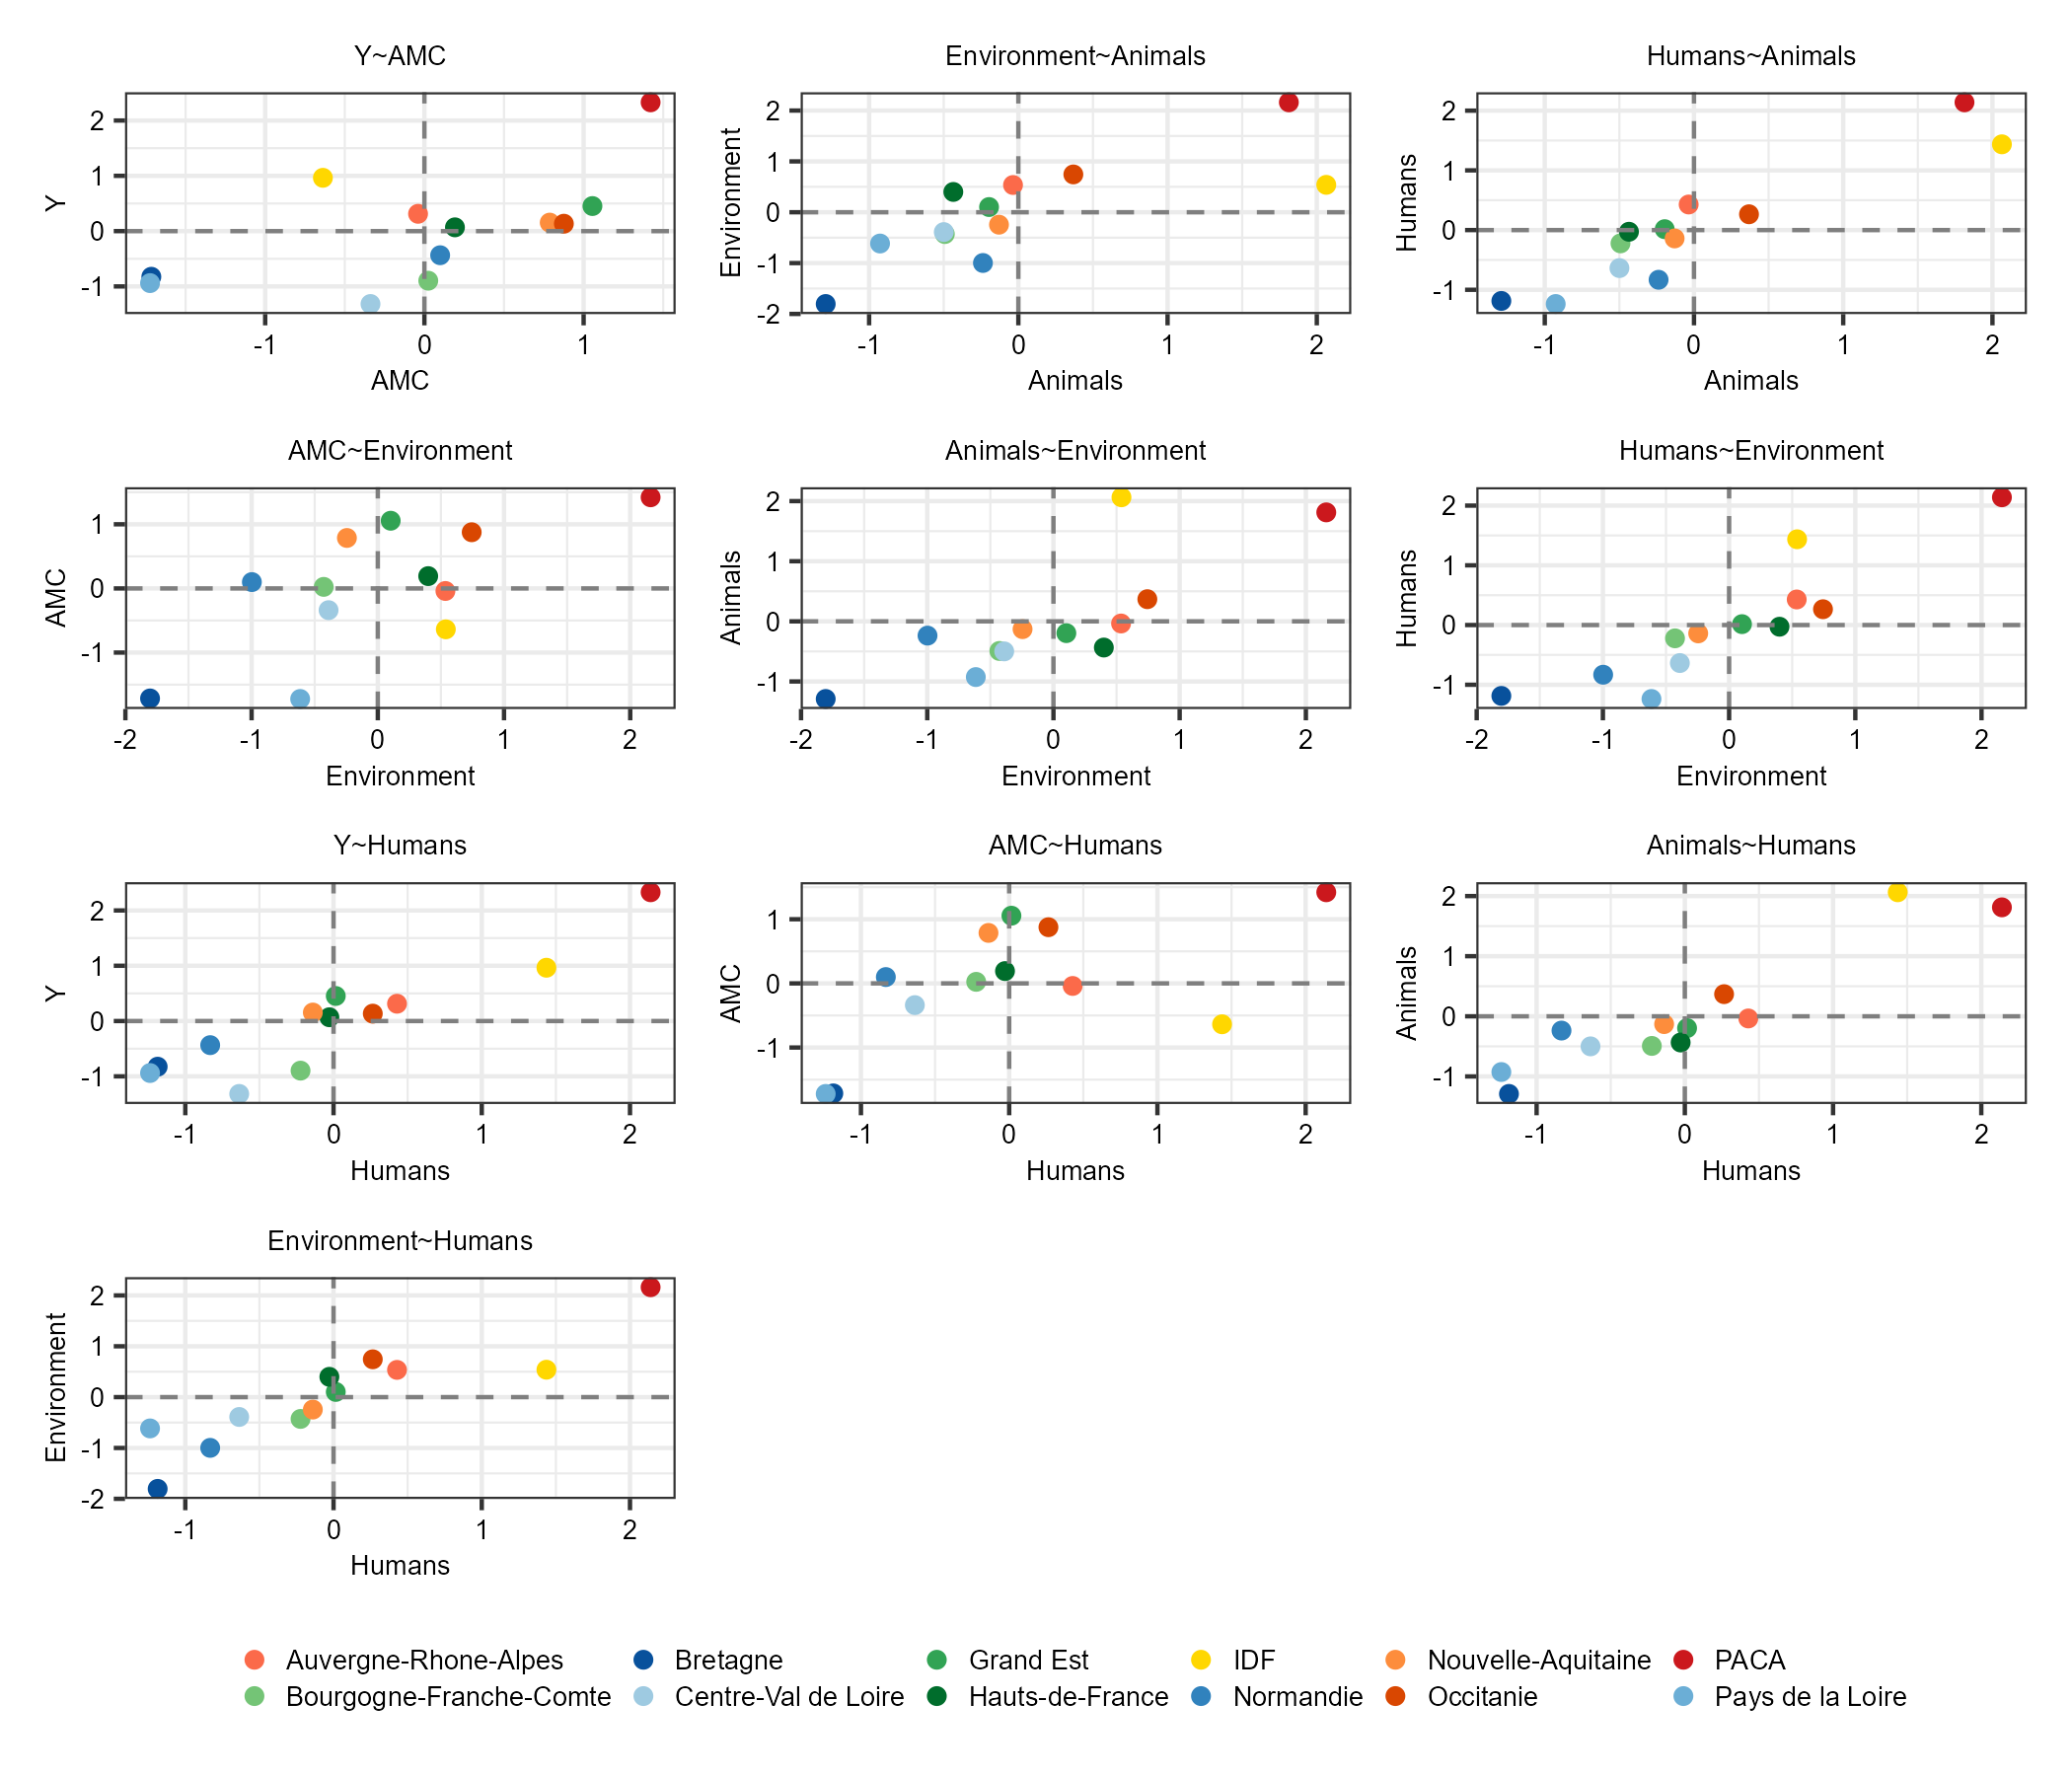 Y~AMC
Environment~Animals
Humans~Animals
Y
2
1
0
-1
-1
0
1
AMC
Environment
2
1
0
-1
-2
-1
0
1
2
Animals
Humans
2
1
0
-1
-1
0
1
2
Animals
AMC~Environment
Animals~Environment
Humans~Environment
AMC
1
0
-1
-2
-1
0
1
2
Environment
Animals
2
1
0
-1
-2
-1
0
1
2
Environment
Humans
2
1
0
-1
-2
-1
0
1
2
Environment
Y~Humans
AMC~Humans
Animals~Humans
Y
2
1
0
-1
-1
0
1
2
Humans
AMC
1
0
-1
-1
0
1
2
Humans
Animals
2
1
0
-1
-1
0
1
2
Humans
Environment~Humans
Environment
2
1
0
-1
-2
-1
0
1
2
Humans
Auvergne-Rhone-Alpes
Bretagne
Grand Est
IDF
Nouvelle-Aquitaine
PACA
Bourgogne-Franche-Comte
Centre-Val de Loire
Hauts-de-France
Normandie
Occitanie
Pays de la Loire